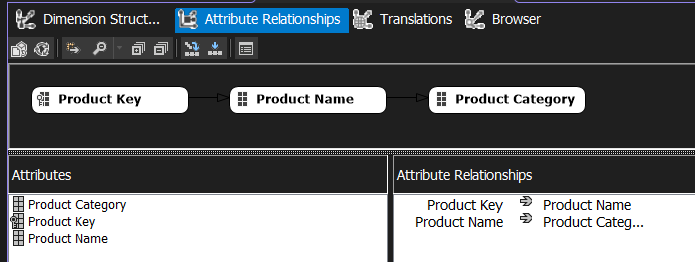 Dimension Struct... Attribute Relationships Translations Browser
Product Key Product Name Product Category
Attributes Attribute Relationships
Product Category
Product Key
Product Name
Product Key Product Name
Product Name Product Categ...